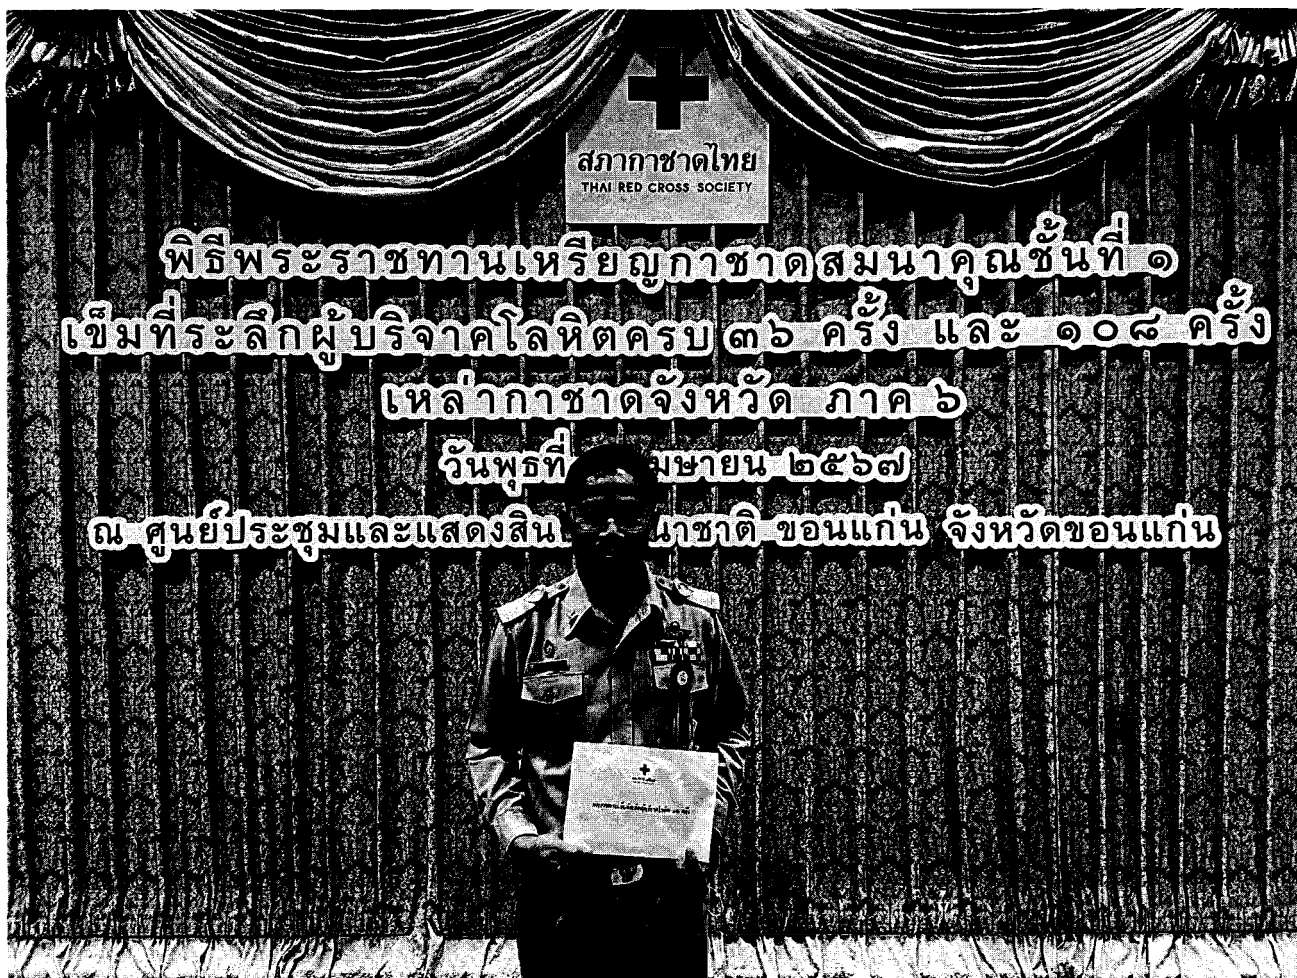 สภากาชาดไทย
THAI RED CROSS SOCIETY
พิธีพระราชทานเหรียญกาชาดสมนาคุณชั้นที่ ๑
เข็มที่ระลึกผู้บริจาคโลหิตครบ ๓๖ ครั้ง และ ๑๐๘ ครั้ง
เหล่ากาชาดจังหวัด ภาค ๖
วันพุธที่ มษายน ๒๕๖๗
ณ ศูนย์ประชุมและแสดงสิน นาชาติ ขอนแก่น จังหวัดขอนแก่น